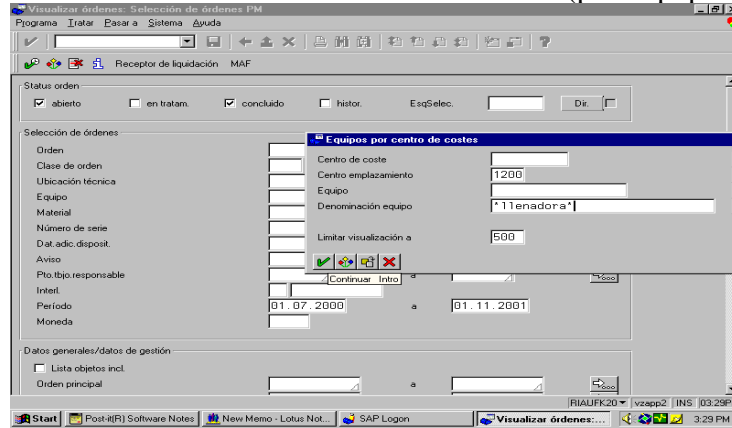 Visualizar órdenes: Selección de órdenes PM
Programa Tratar Pasar a Sistema Ayuda
Receptor de liquidación MAF
Status orden
abierto en tratam. concluido histor. EsqSelec. Dir.
Selección de órdenes
Equipos por centro de costes
Orden
Clase de orden
Ubicación técnica
Equipo
Material
Número de serie
Dat.adic.disposit.
Aviso
Pto.tbjo.responsable a
Interl.
Período 01.07.2000 a 01.11.2001
Moneda
Centro de coste
Centro emplazamiento 1200
Equipo
Denominación equipo *llenadora*
Limitar visualización a 500
Continuar Intro
Datos generales/datos de gestión
Lista objetos incl.
Orden principal a
RIAUFK20 vzapp2 INS 03:29P
Start Post-it(R) Software Notes New Memo - Lotus Not... SAP Logon Visualizar órdenes:... 3:29 PM